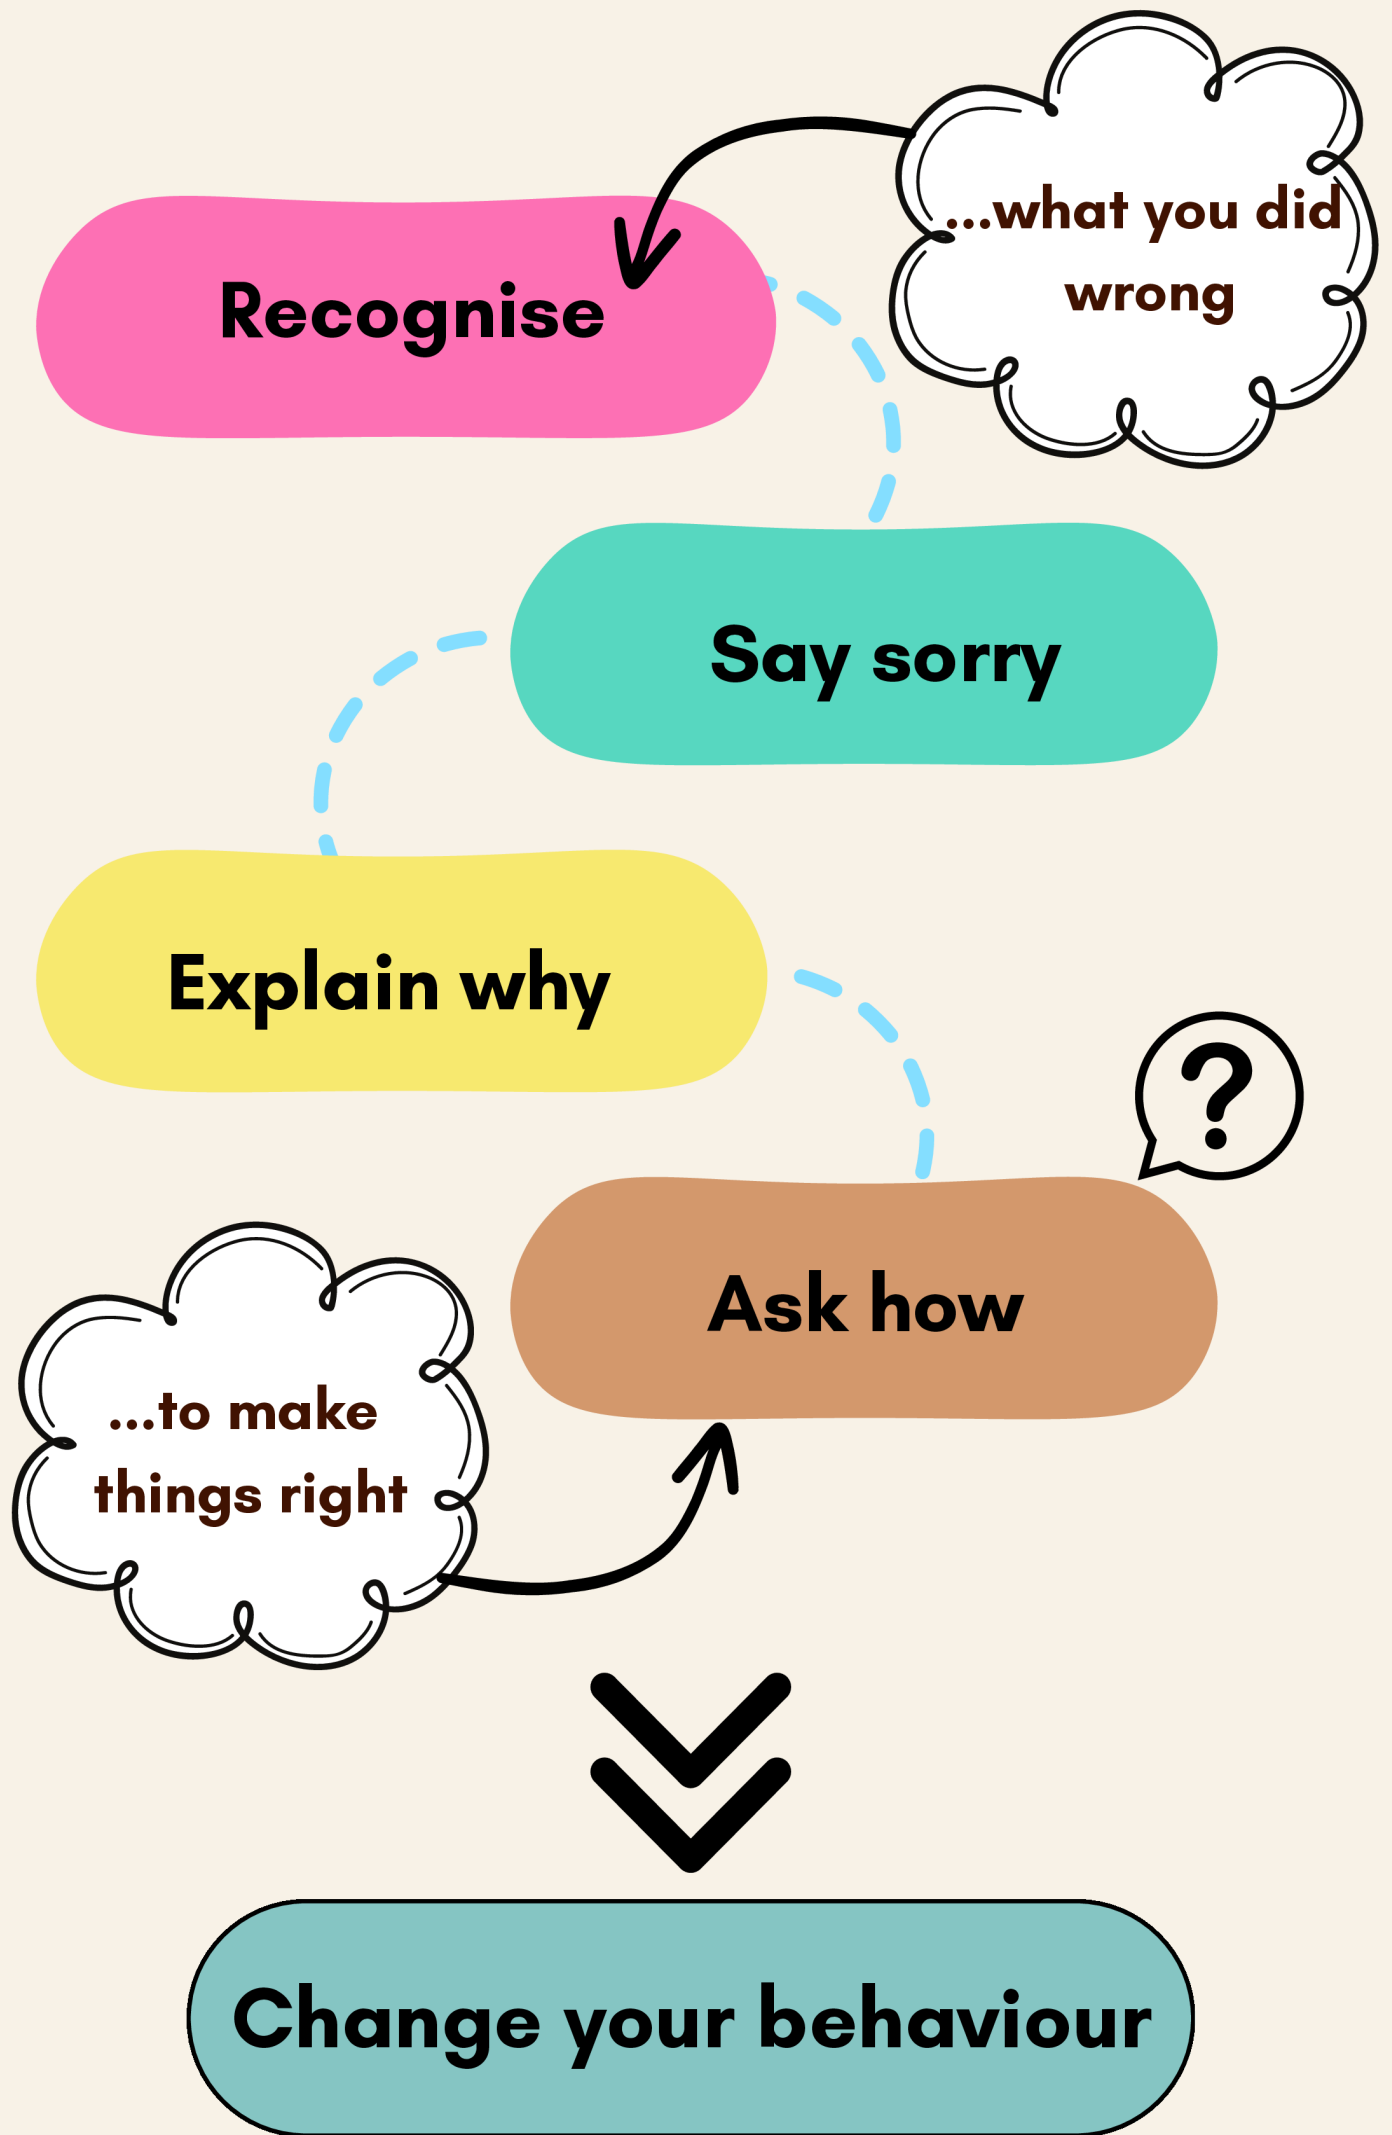 ...what you did
wrong
Recognise
Say sorry
Explain why
?
Ask how
...to make
things right
Change your behaviour